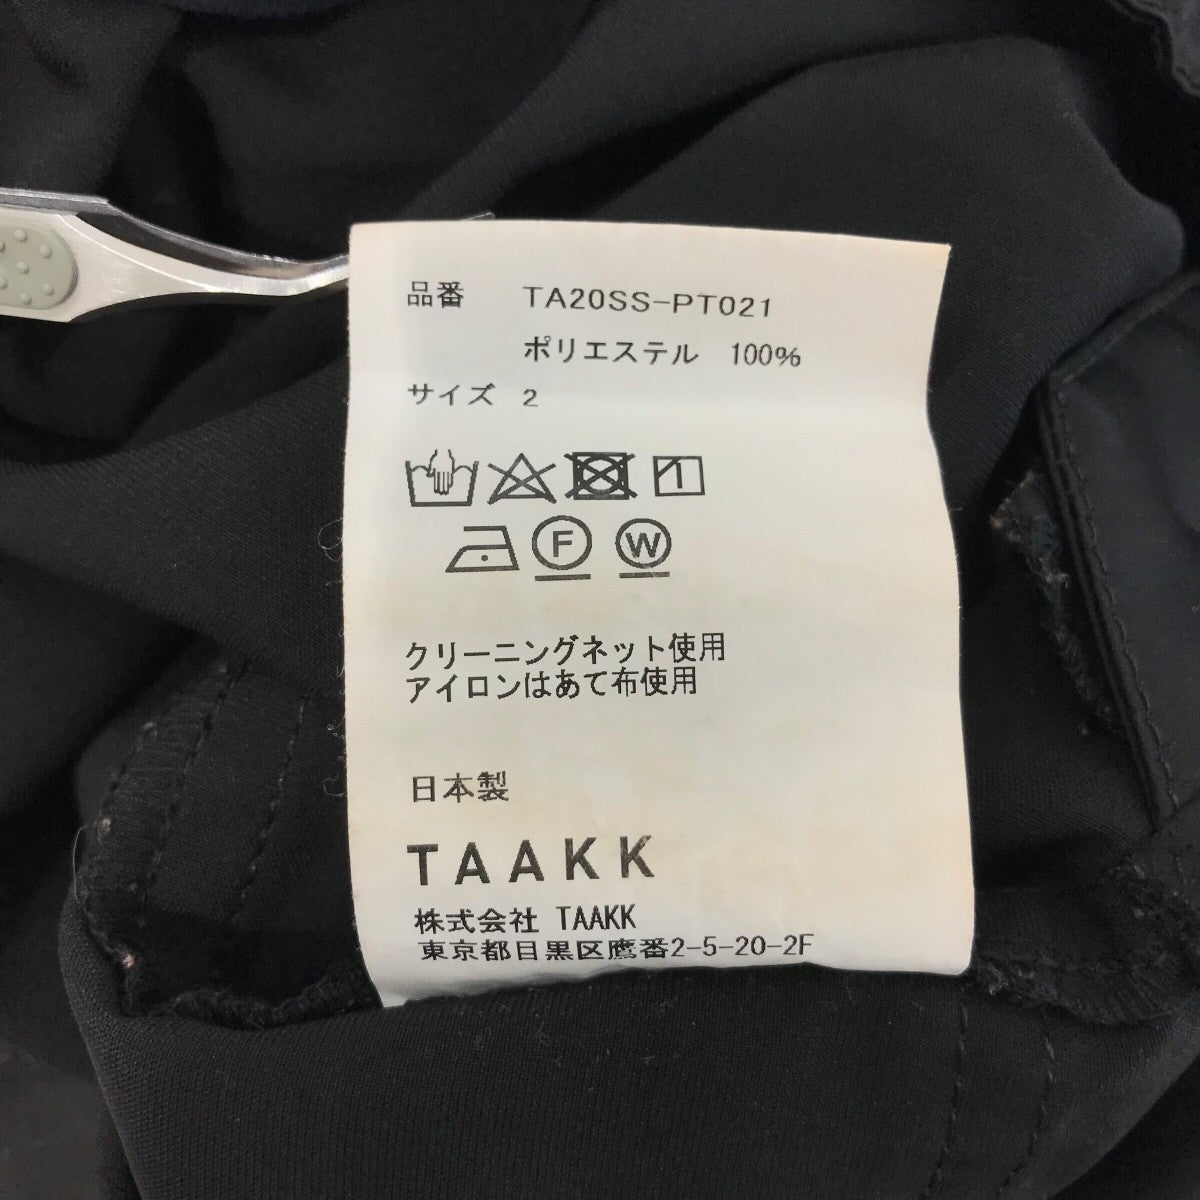 品番 TA20SS-PT021
ポリエステル 100%
サイズ 2
F W
クリーニングネット使用
アイロンはあて布使用
日本製
TAAKK
株式会社 TAAKK
東京都目黒区鷹番2-5-20-2F